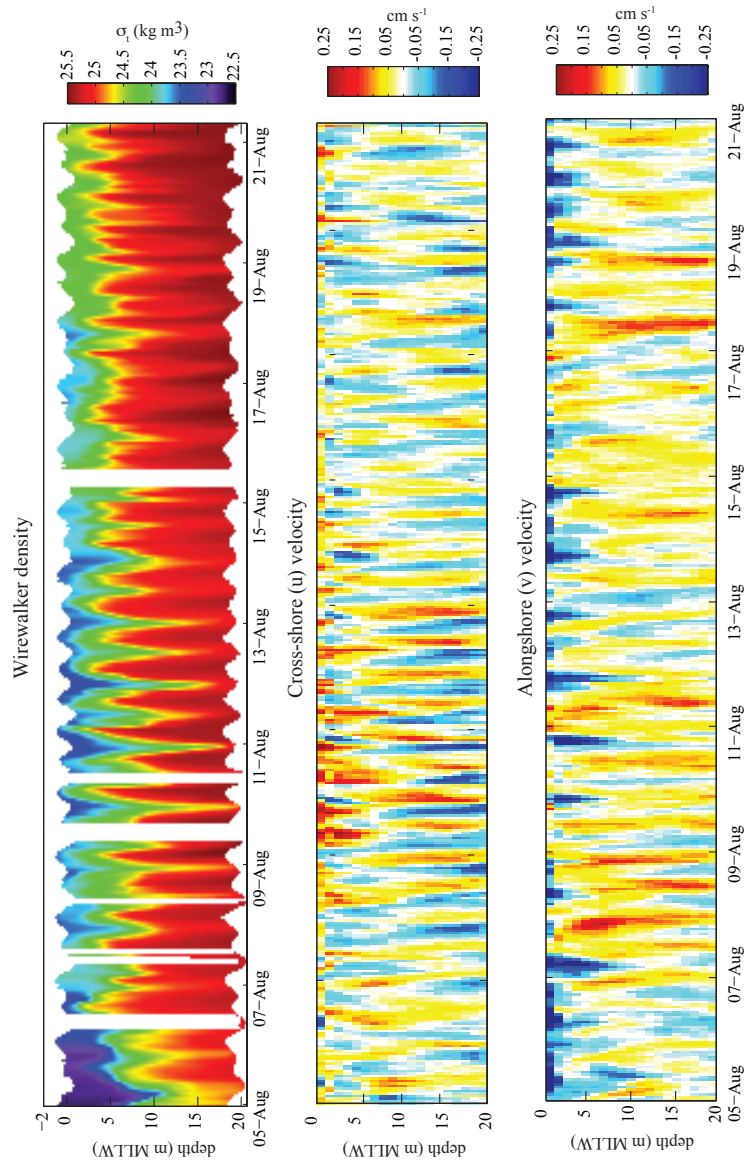 Wirewalker density
σt (kg m3)
25.5
25
24.5
24
23.5
23
22.5
−2
0
5
10
15
20
depth (m MLLW)
05−Aug
07−Aug
09−Aug
11−Aug
13−Aug
15−Aug
17−Aug
19−Aug
21−Aug
Cross-shore (u) velocity
cm s-1
0.25
0.15
0.05
-0.05
-0.15
-0.25
0
5
10
15
20
depth (m MLLW)
Alongshore (v) velocity
cm s-1
0.25
0.15
0.05
-0.05
-0.15
-0.25
0
5
10
15
20
depth (m MLLW)
05−Aug
07−Aug
09−Aug
11−Aug
13−Aug
15−Aug
17−Aug
19−Aug
21−Aug